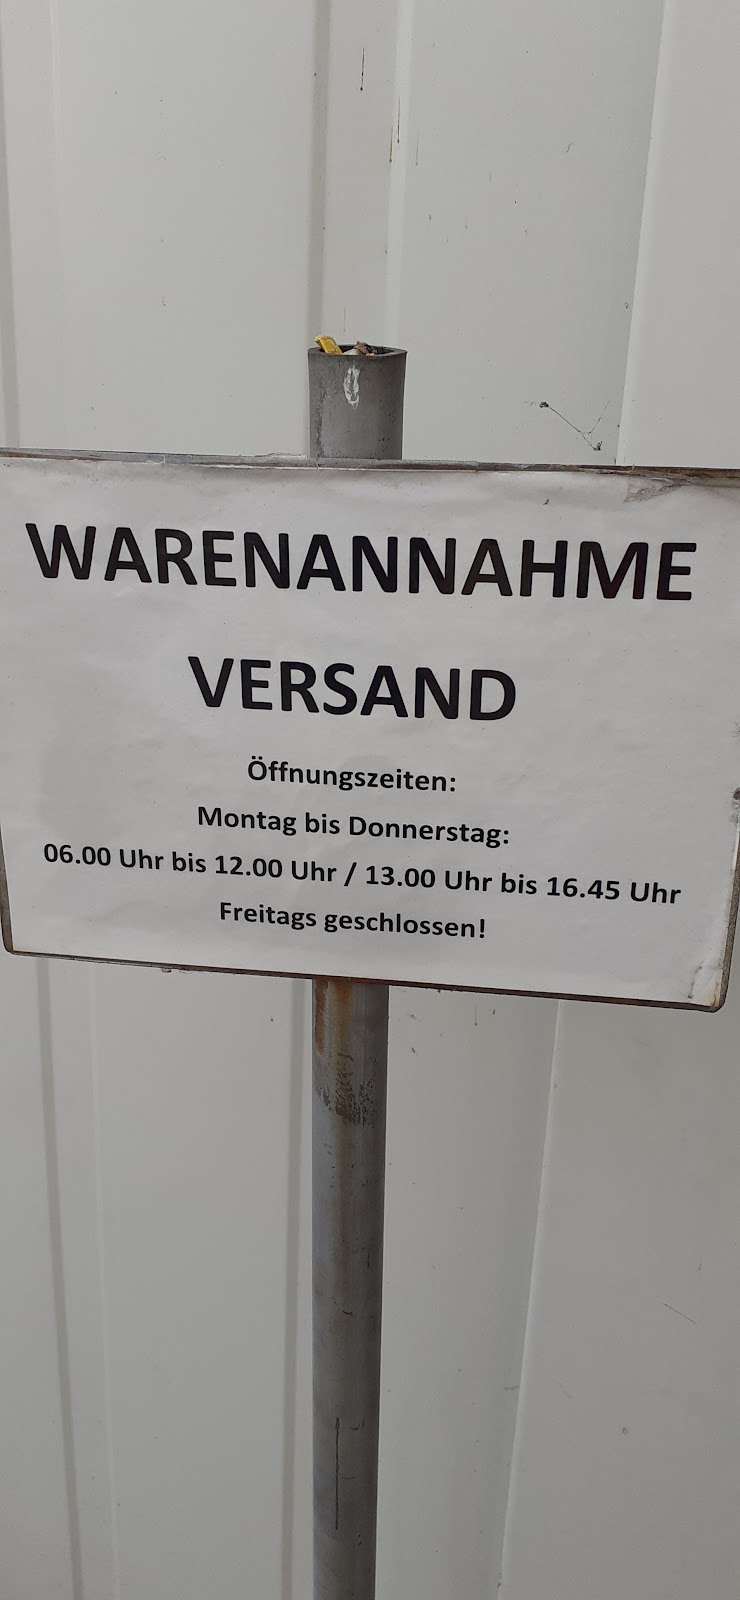 WARENANNAHME
VERSAND
Öffnungszeiten:
Montag bis Donnerstag:
06.00 Uhr bis 12.00 Uhr / 13.00 Uhr bis 16.45 Uhr
Freitags geschlossen!